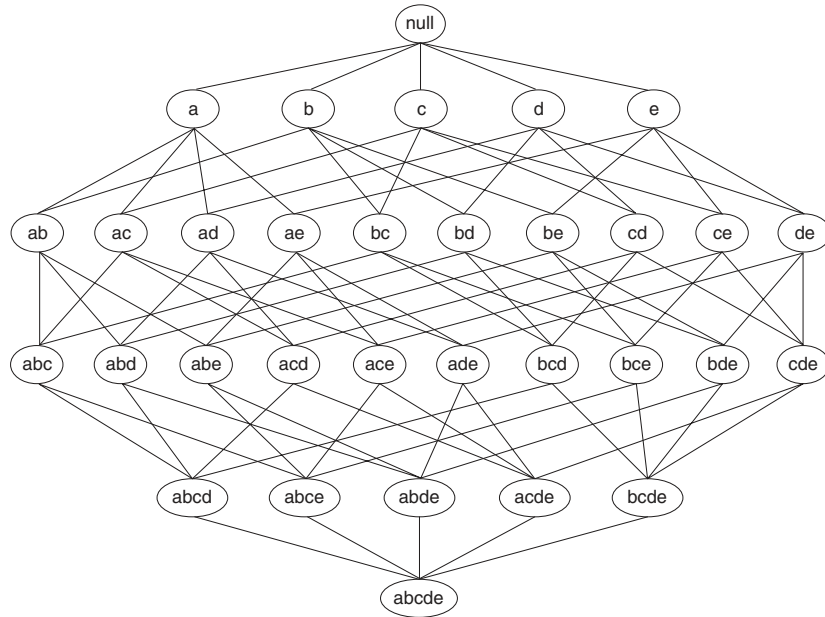 null
a b c d e
ab ac ad ae bc bd be cd ce de
abc abd abe acd ace ade bcd bce bde cde
abcd abce abde acde bcde
abcde